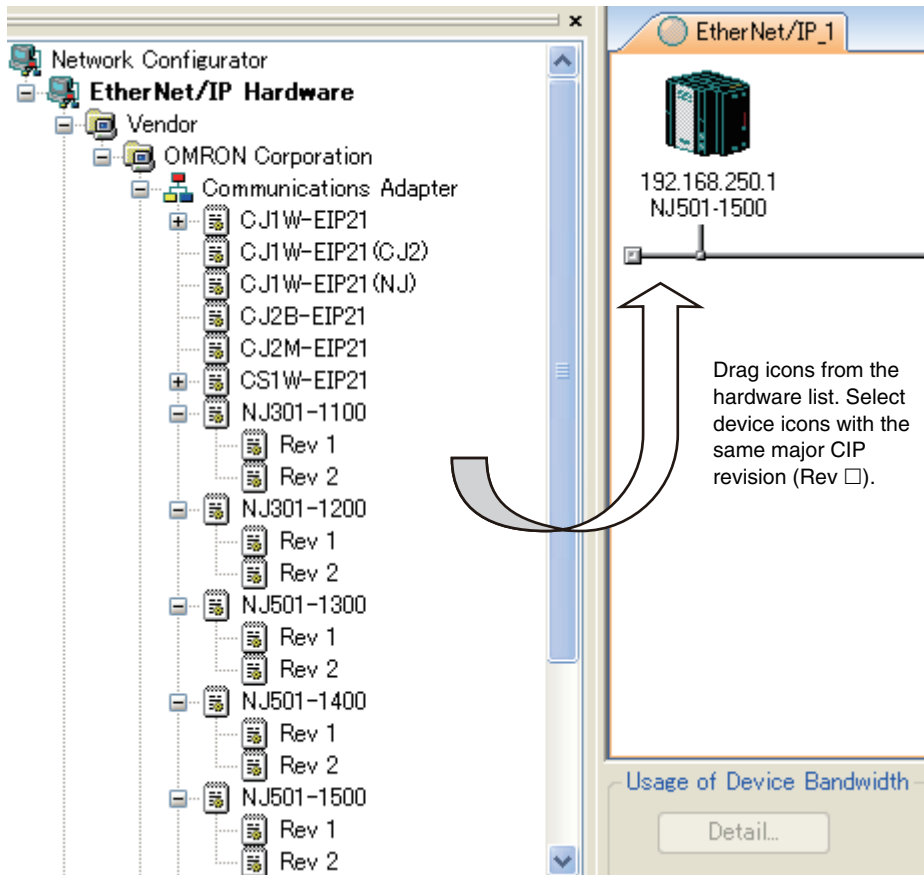 Network Configurator
EtherNet/IP Hardware
Vendor
OMRON Corporation
Communications Adapter
CJ1W-EIP21
CJ1W-EIP21(CJ2)
CJ1W-EIP21(NJ)
CJ2B-EIP21
CJ2M-EIP21
CS1W-EIP21
NJ301-1100
Rev 1
Rev 2
NJ301-1200
Rev 1
Rev 2
NJ501-1300
Rev 1
Rev 2
NJ501-1400
Rev 1
Rev 2
NJ501-1500
Rev 1
Rev 2
EtherNet/IP_1
192.168.250.1
NJ501-1500
Drag icons from the
hardware list. Select
device icons with the
same major CIP
revision (Rev □).
Usage of Device Bandwidth
Detail...